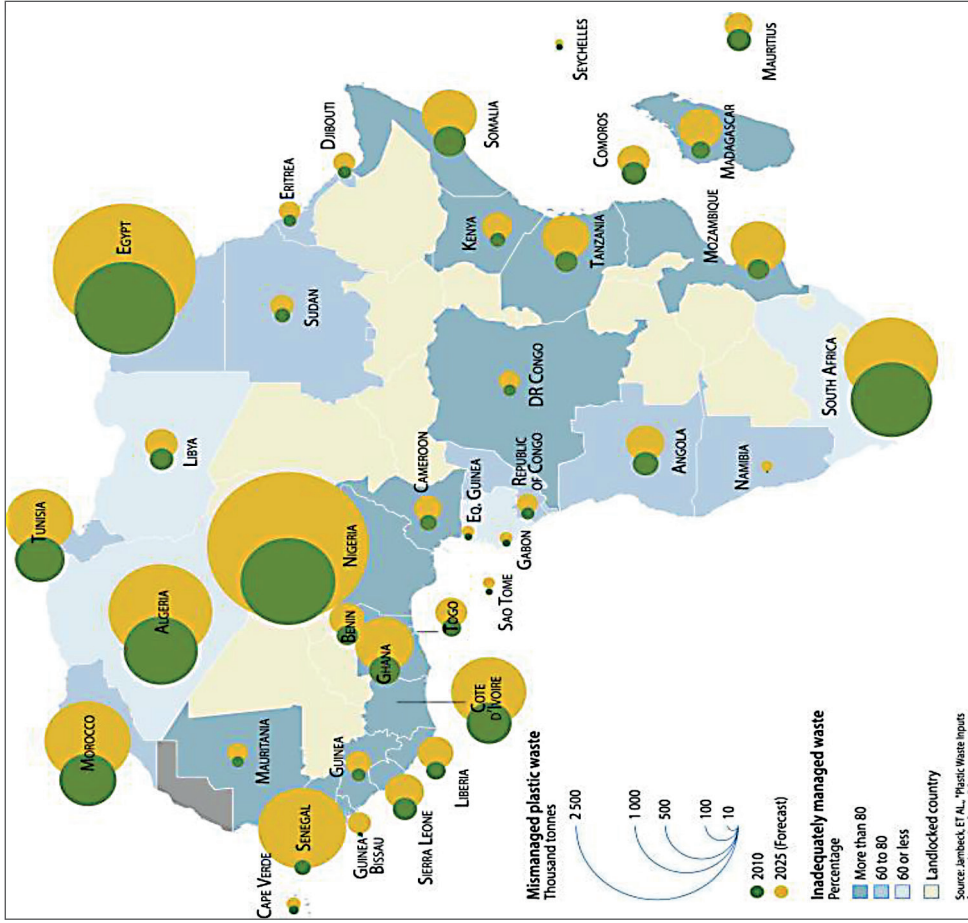 TUNISIA
MOROCCO
ALGERIA
LIBYA
EGYPT
CAPE VERDE
SENEGAL
MAURITANIA
NIGERIA
SUDAN
ERITREA
DJIBOUTI
GUINEA
BISSAU
GUINEA
BENIN
GHANA
SIERRA LEONE
LIBERIA
COTE
D'IVOIRE
TOGO
CAMEROON
SOMALIA
SAO TOME
EQ. GUINEA
GABON
REPUBLIC
OF CONGO
DR CONGO
KENYA
TANZANIA
SEYCHELLES
COMOROS
MADAGASCAR
MAURITIUS
ANGOLA
NAMIBIA
MOZAMBIQUE
SOUTH AFRICA
Mismanaged plastic waste
Thousand tonnes
2 500
1 000
500
100
10
2010
2025 (Forecast)
Inadequately managed waste
Percentage
More than 80
60 to 80
60 or less
Landlocked country
Source: Jambeck, ET AL., "Plastic Waste Inputs